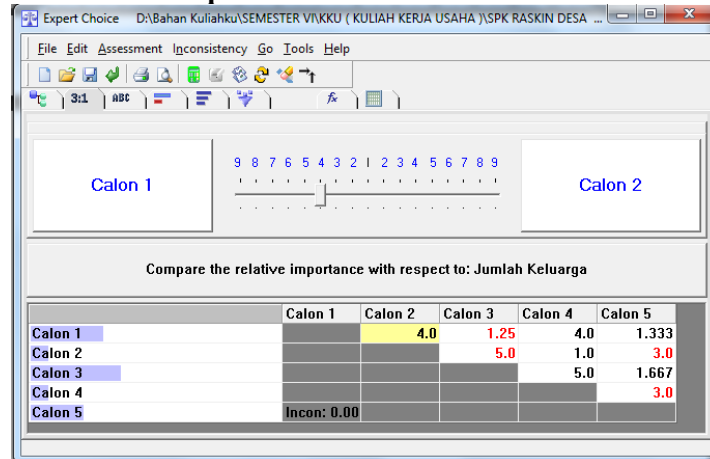 Expert Choice D:\Bahan Kuliahku\SEMESTER VI\KKU ( KULIAH KERJA USAHA )\SPK RASKIN DESA ...
File Edit Assessment Inconsistency Go Tools Help
3:1 ABC fx
9 8 7 6 5 4 3 2 | 2 3 4 5 6 7 8 9
Calon 1 Calon 2
Compare the relative importance with respect to: Jumlah Keluarga
Calon 1 Calon 2 Calon 3 Calon 4 Calon 5
Calon 1 4.0 1.25 4.0 1.333
Calon 2 5.0 1.0 3.0
Calon 3 5.0 1.667
Calon 4 3.0
Calon 5 Incon: 0.00